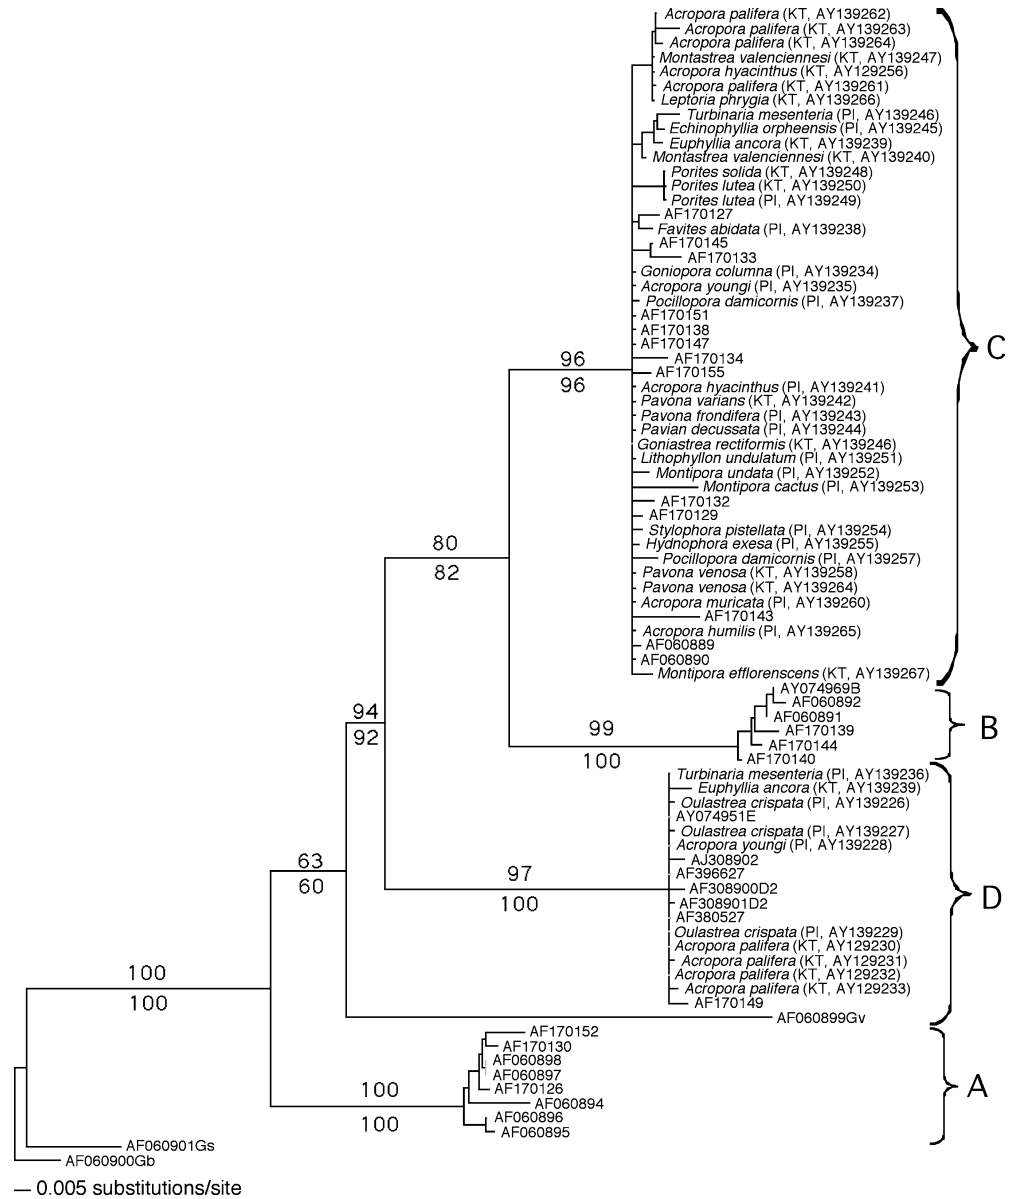 Acropora palifera (KT, AY139262)
Acropora palifera (KT, AY139263)
Acropora palifera (KT, AY139264)
Montastrea valenciennesi (KT, AY139247)
Acropora hyacinthus (KT, AY129256)
Acropora palifera (KT, AY139261)
Leptoria phrygia (KT, AY139266)
Turbinaria mesenteria (PI, AY139246)
Echinophyllia orpheensis (PI, AY139245)
Euphyllia ancora (KT, AY139239)
Montastrea valenciennesi (KT, AY139240)
Porites solida (KT, AY139248)
Porites lutea (KT, AY139250)
Porites lutea (PI, AY139249)
AF170127
Favites abidata (PI, AY139238)
AF170145
AF170133
Goniopora columna (PI, AY139234)
Acropora youngi (PI, AY139235)
Pocillopora damicornis (PI, AY139237)
AF170151
AF170138
AF170147
C
96
AF170134
AF170155
96
Acropora hyacinthus (PI, AY139241)
Pavona varians (KT, AY139242)
Pavona frondifera (PI, AY139243)
Pavian decussata (PI, AY139244)
Goniastrea rectiformis (KT, AY139246)
Lithophyllon undulatum (PI, AY139251)
Montipora undata (PI, AY139252)
Montipora cactus (PI, AY139253)
AF170132
AF170129
Stylophora pistellata (PI, AY139254)
80
Hydnophora exesa (PI, AY139255)
Pocillopora damicornis (PI, AY139257)
82
Pavona venosa (KT, AY139258)
Pavona venosa (KT, AY139264)
Acropora muricata (PI, AY139260)
AF170143
Acropora humilis (PI, AY139265)
AF060889
AF060890
Montipora efflorenscens (KT, AY139267)
AY074969B
AF060892
94
AF060891
99
AF170139
B
92
AF170144
100
AF170140
Turbinaria mesenteria (PI, AY139236)
Euphyllia ancora (KT, AY139239)
Oulastrea crispata (PI, AY139226)
AY074951E
Oulastrea crispata (PI, AY139227)
Acropora youngi (PI, AY139228)
63
AJ308902
97
AF396627
60
AF308900D2
D
100
AF308901D2
AF380527
Oulastrea crispata (PI, AY139229)
Acropora palifera (KT, AY129230)
Acropora palifera (KT, AY129231)
100
Acropora palifera (KT, AY129232)
Acropora palifera (KT, AY129233)
100
AF170149
AF060899Gv
AF170152
AF170130
AF060898
AF060897
100
AF170126
A
AF060894
AF060896
100
AF060895
AF060901Gs
AF060900Gb
0.005 substitutions/site